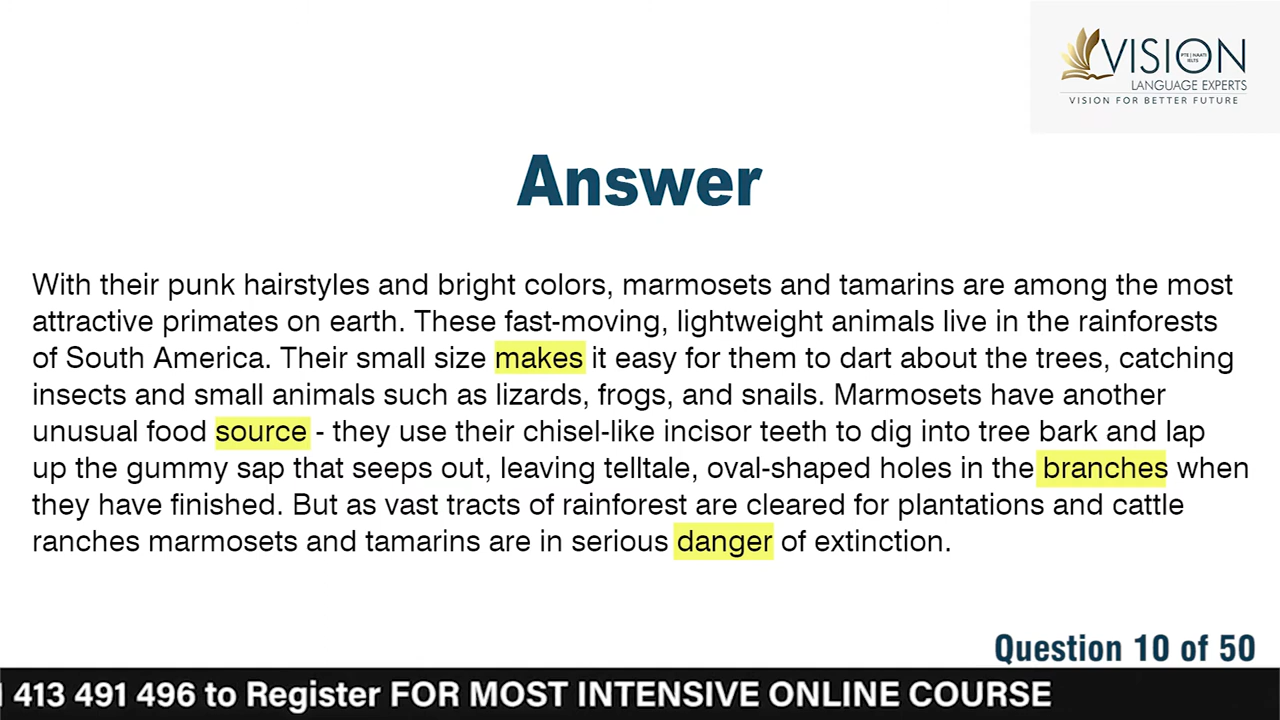 VISION
PTE | NAATI
IELTS
LANGUAGE EXPERTS
VISION FOR BETTER FUTURE
Answer
With their punk hairstyles and bright colors, marmosets and tamarins are among the most
attractive primates on earth. These fast-moving, lightweight animals live in the rainforests
of South America. Their small size makes it easy for them to dart about the trees, catching
insects and small animals such as lizards, frogs, and snails. Marmosets have another
unusual food source - they use their chisel-like incisor teeth to dig into tree bark and lap
up the gummy sap that seeps out, leaving telltale, oval-shaped holes in the branches when
they have finished. But as vast tracts of rainforest are cleared for plantations and cattle
ranches marmosets and tamarins are in serious danger of extinction.
Question 10 of 50
413 491 496 to Register FOR MOST INTENSIVE ONLINE COURSE